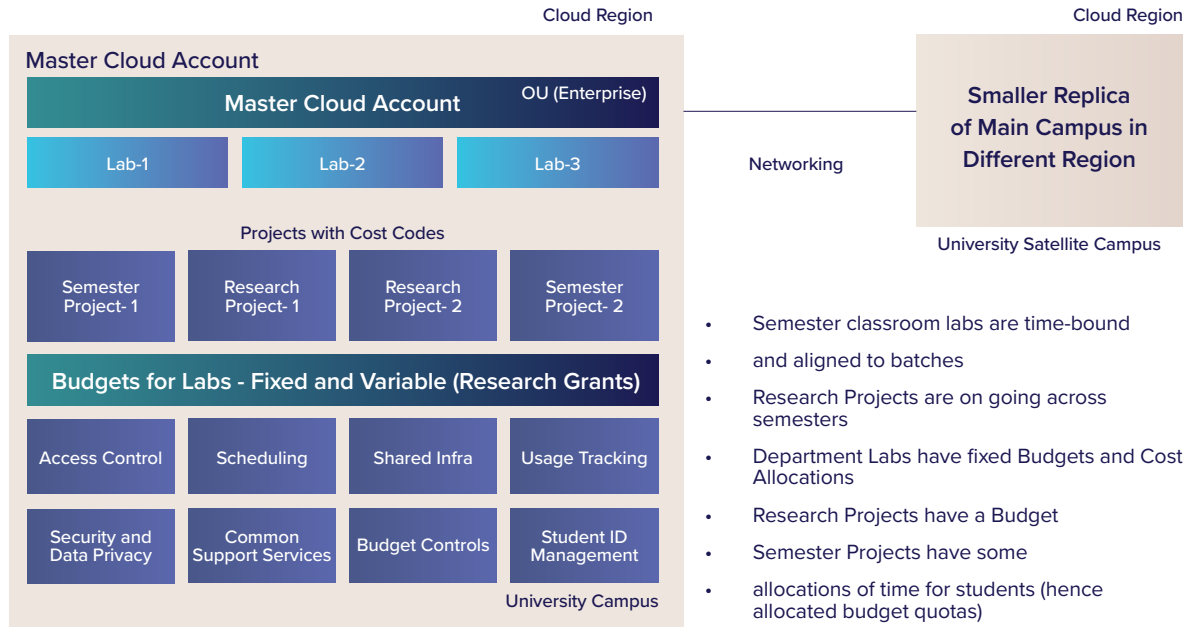 Cloud Region
Cloud Region
Master Cloud Account
Master Cloud Account
OU (Enterprise)
Lab-1
Lab-2
Lab-3
Networking
Smaller Replica
of Main Campus in
Different Region
University Satellite Campus
Projects with Cost Codes
Semester
Project- 1
Research
Project- 1
Research
Project- 2
Semester
Project- 2
Budgets for Labs - Fixed and Variable (Research Grants)
Access Control
Scheduling
Shared Infra
Usage Tracking
Security and
Data Privacy
Common
Support Services
Budget Controls
Student ID
Management
University Campus
• Semester classroom labs are time-bound
• and aligned to batches
• Research Projects are on going across
semesters
• Department Labs have fixed Budgets and Cost
Allocations
• Research Projects have a Budget
• Semester Projects have some
• allocations of time for students (hence
allocated budget quotas)